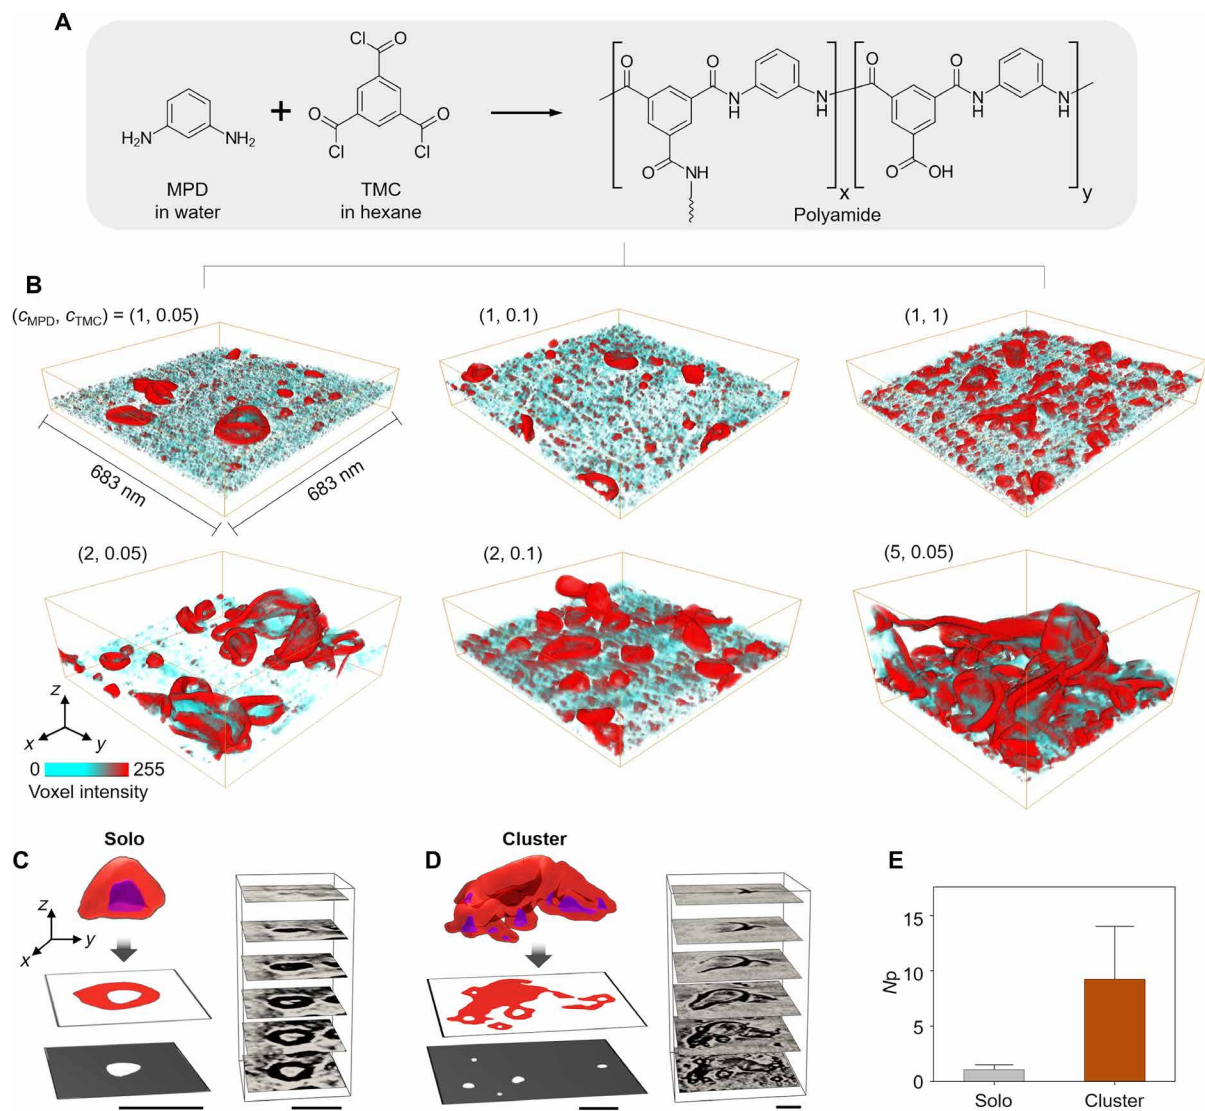 A
Cl
O
O
Cl
O
Cl
H₂N
NH₂
+
MPD
in water
TMC
in hexane
O
O
N
H
N
H
O
NH
x
O
O
N
H
N
H
O
OH
y
Polyamide
B
(cMPD, cTMC) = (1, 0.05)
(1, 0.1)
(1, 1)
683 nm
683 nm
(2, 0.05)
(2, 0.1)
(5, 0.05)
z
x
y
0
255
Voxel intensity
C
Solo
z
y
x
D
Cluster
E
15
10
5
0
Np
Solo
Cluster